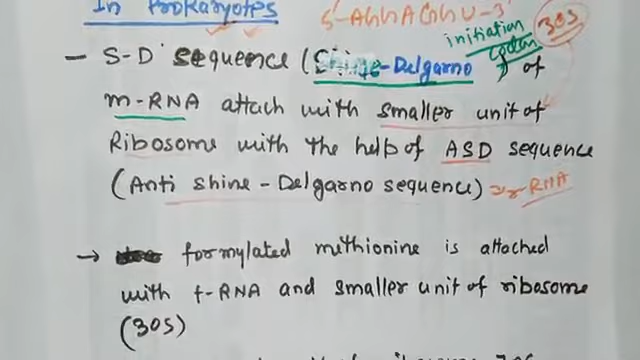 In Prokaryotes
5'-AGGAGGU-3'
initiation codon
30S
- S-D sequence (Shine-Delgarno) of
m-RNA attach with smaller unit of
Ribosome with the help of ASD sequence
(Anti shine-Delgarno sequence) r RNA
→ formylated methionine is attached
with t-RNA and smaller unit of ribosome
(30S)